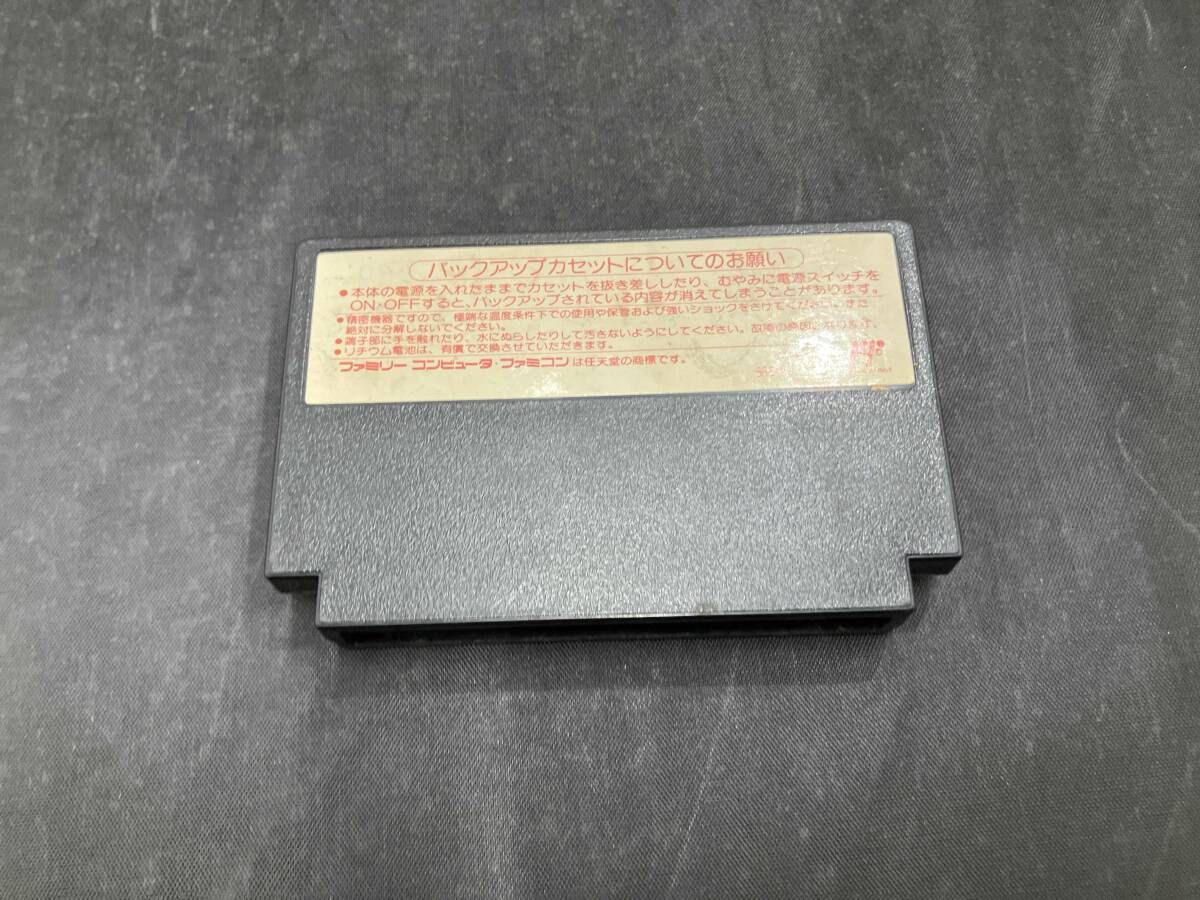 バックアップカセットについてのお願い
●本体の電源を入れたままでカセットを抜き差ししたり、むやみに電源スイッチを
ON・OFFすると、バックアップされている内容が消えてしまうことがあります。
●精密機器ですので、極端な温度条件下での使用や保管および強いショックをさけてください。また
絶対に分解しないでください。
●端子部に手を触れたり、水にぬらしたりして汚さないようにしてください。故障の原因になります。
●リチウム電池は、有償で交換させていただきます。
ファミリー コンピュータ・ファミコンは任天堂の商標です。